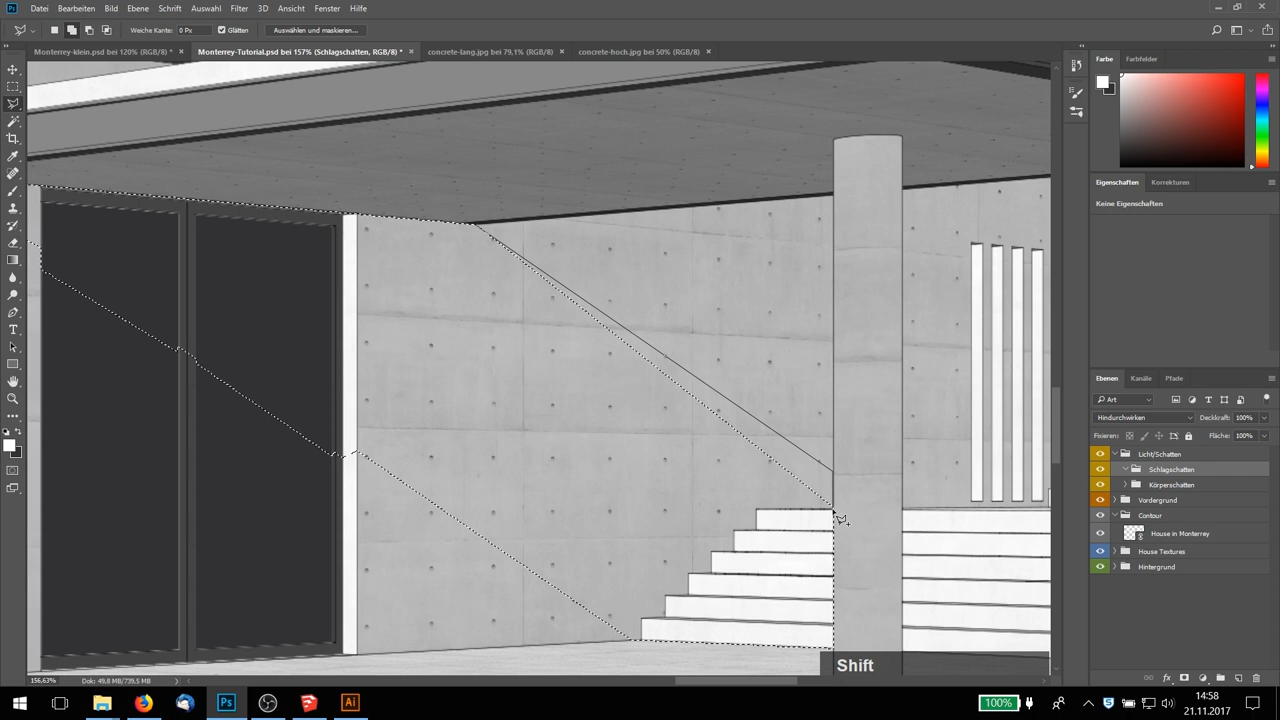 Ps Datei Bearbeiten Bild Ebene Schrift Auswahl Filter 3D Ansicht Fenster Hilfe
Weiche Kante: 0 Px Glätten Auswählen und maskieren...
Monterrey-klein.psd bei 120% (RGB/8) * × Monterrey-Tutorial.psd bei 157% (Schlagschatten, RGB/8) * × concrete-lang.jpg bei 79,1% (RGB/8) × concrete-hoch.jpg bei 50% (RGB/8) ×
Farbe Farbfelder
Eigenschaften Korrekturen
Keine Eigenschaften
Ebenen Kanäle Pfade
Art
Hindurchwirken Deckkraft: 100%
Fixieren: Fläche: 100%
Licht/Schatten
Schlagschatten
Körperschatten
Vordergrund
Contour
House in Monterrey
House Textures
Hintergrund
Shift
156,63% Dok: 49,8 MB/739,5 MB
Ps Ai 100% 14:58
21.11.2017